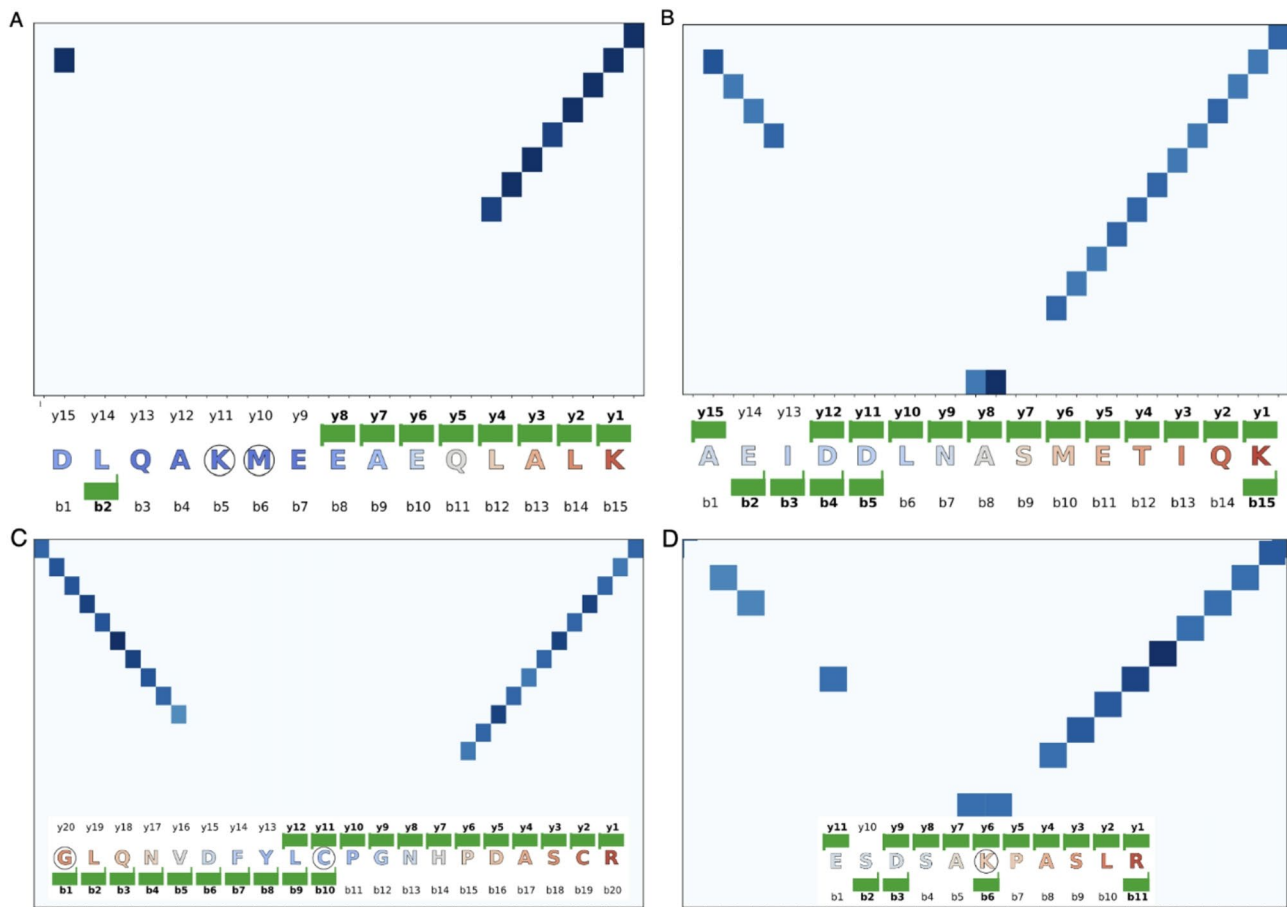 A
y15 y14 y13 y12 y11 y10 y9 y8 y7 y6 y5 y4 y3 y2 y1
D L Q A K M E E A E Q L A L K
b1 b2 b3 b4 b5 b6 b7 b8 b9 b10 b11 b12 b13 b14 b15
B
y15 y14 y13 y12 y11 y10 y9 y8 y7 y6 y5 y4 y3 y2 y1
A E I D D L N A S M E T I Q K
b1 b2 b3 b4 b5 b6 b7 b8 b9 b10 b11 b12 b13 b14 b15
C
y20 y19 y18 y17 y16 y15 y14 y13 y12 y11 y10 y9 y8 y7 y6 y5 y4 y3 y2 y1
G L Q N V D F Y L C P G N H P D A S C R
b1 b2 b3 b4 b5 b6 b7 b8 b9 b10 b11 b12 b13 b14 b15 b16 b17 b18 b19 b20
D
y11 y10 y9 y8 y7 y6 y5 y4 y3 y2 y1
E S D S A K P A S L R
b1 b2 b3 b4 b5 b6 b7 b8 b9 b10 b11